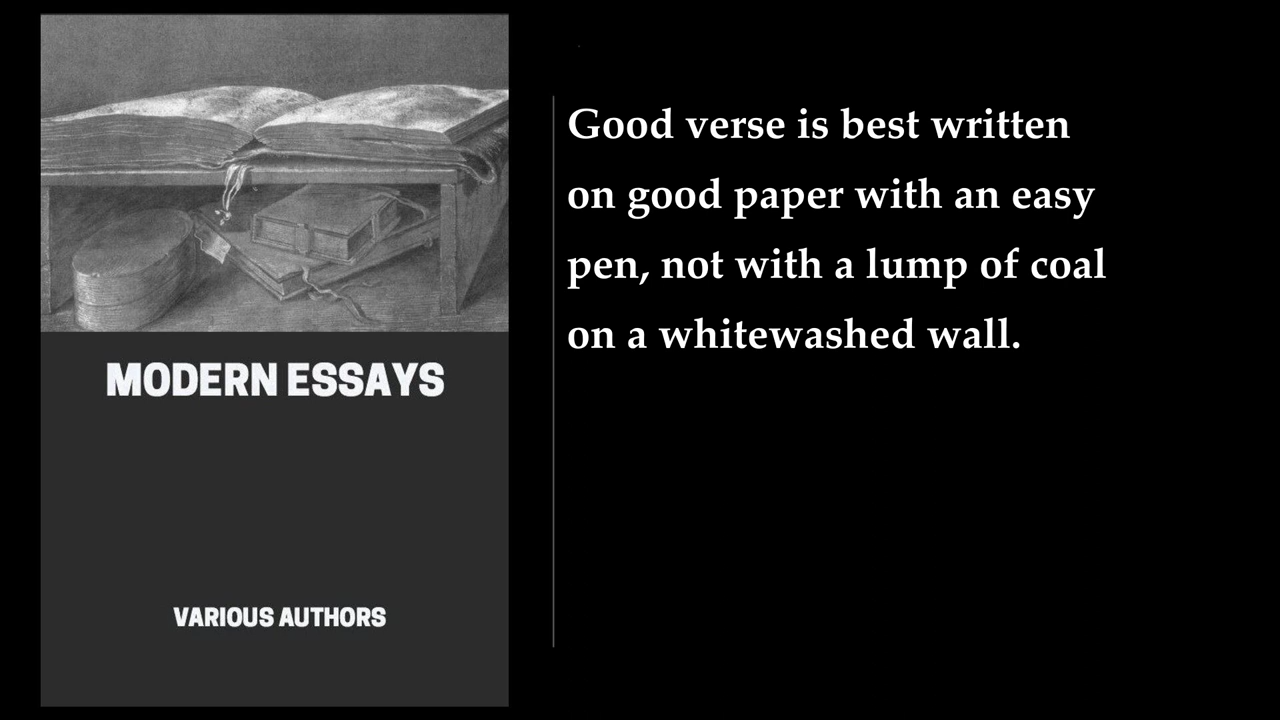 MODERN ESSAYS
VARIOUS AUTHORS
Good verse is best written
on good paper with an easy
pen, not with a lump of coal
on a whitewashed wall.